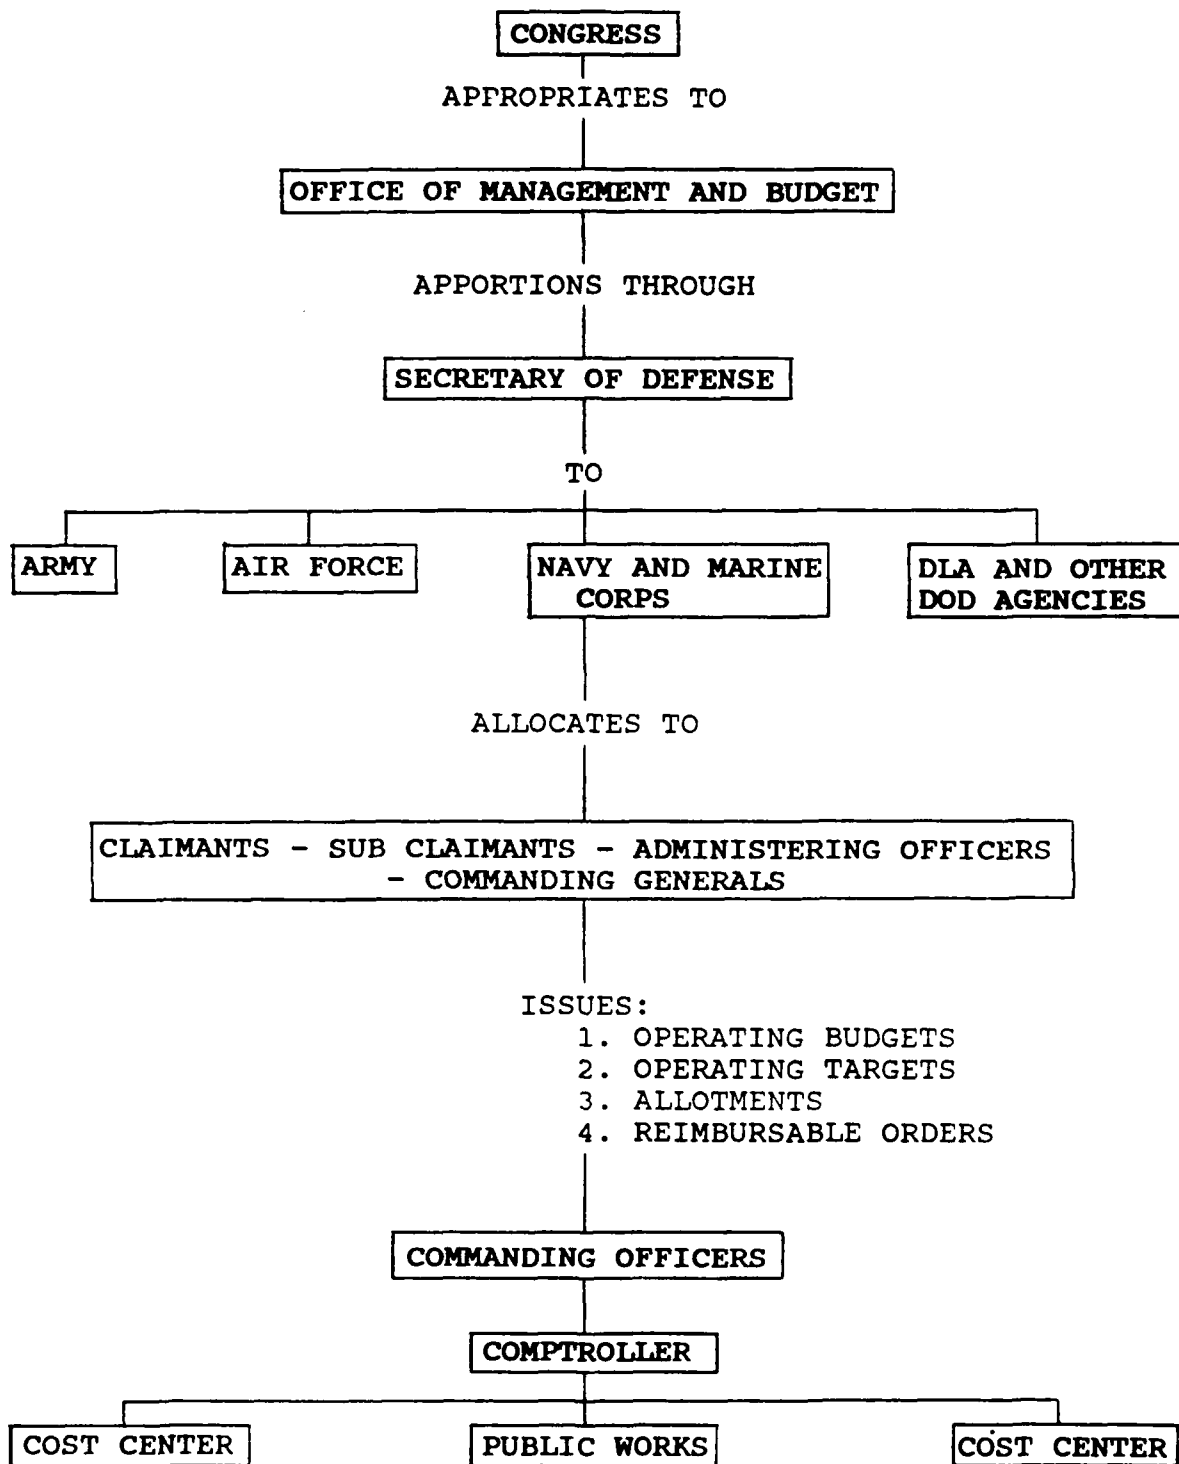 CONGRESS
APPROPRIATES TO
OFFICE OF MANAGEMENT AND BUDGET
APPORTIONS THROUGH
SECRETARY OF DEFENSE
TO
ARMY
AIR FORCE
NAVY AND MARINE
CORPS
DLA AND OTHER
DOD AGENCIES
ALLOCATES TO
CLAIMANTS - SUB CLAIMANTS - ADMINISTERING OFFICERS
- COMMANDING GENERALS
ISSUES:
1. OPERATING BUDGETS
2. OPERATING TARGETS
3. ALLOTMENTS
4. REIMBURSABLE ORDERS
COMMANDING OFFICERS
COMPTROLLER
COST CENTER
PUBLIC WORKS
COST CENTER